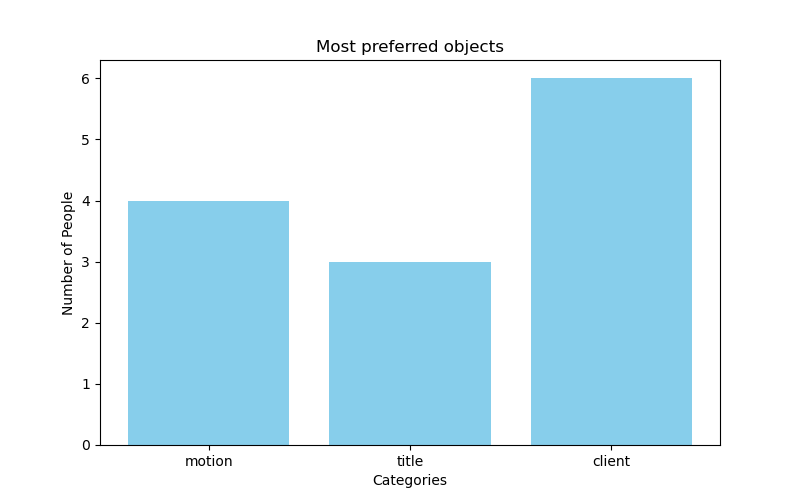 Most preferred objects
6
5
4
3
2
1
0
Number of People
motion title client
Categories